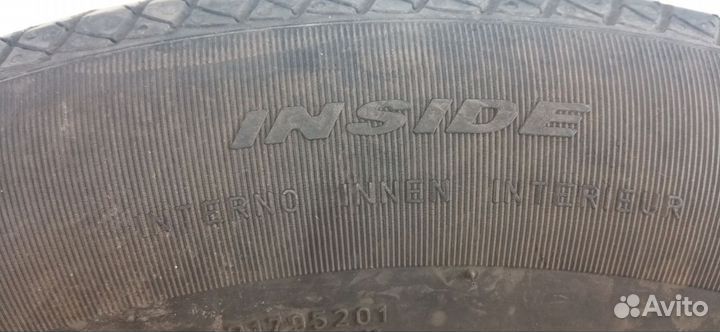 INSIDE
INTERNO INNEN INTERIEUR
01795201
Avito